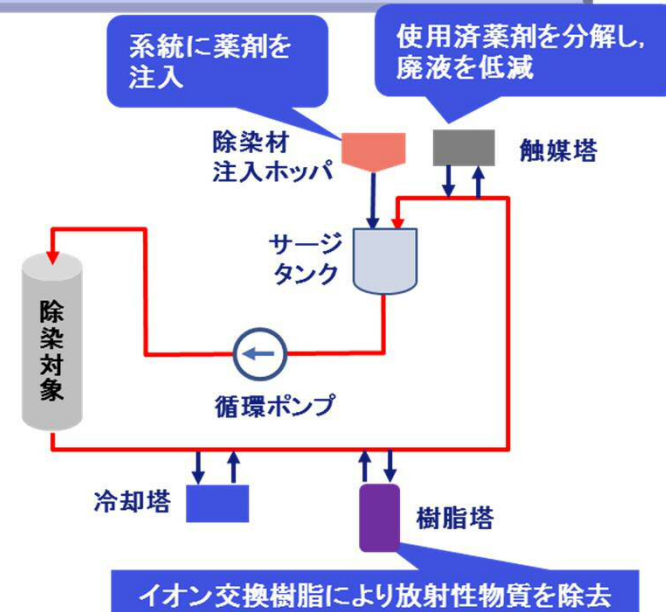 系統に薬剤を
注入
使用済薬剤を分解し,
廃液を低減
除染材
注入ホッパ
触媒塔
サージ
タンク
除染対象
循環ポンプ
冷却塔
樹脂塔
イオン交換樹脂により放射性物質を除去